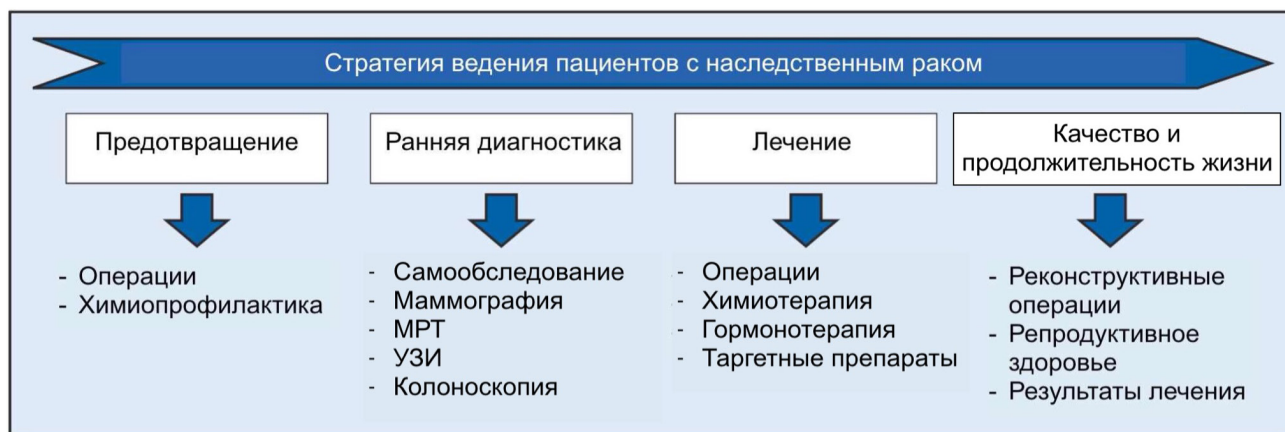 Стратегия ведения пациентов с наследственным раком
Предотвращение
- Операции
- Химиопрофилактика
Ранняя диагностика
- Самообследование
- Маммография
- МРТ
- УЗИ
- Колоноскопия
Лечение
- Операции
- Химиотерапия
- Гормонотерапия
- Таргетные препараты
Качество и
продолжительность жизни
- Реконструктивные
операции
- Репродуктивное
здоровье
- Результаты лечения